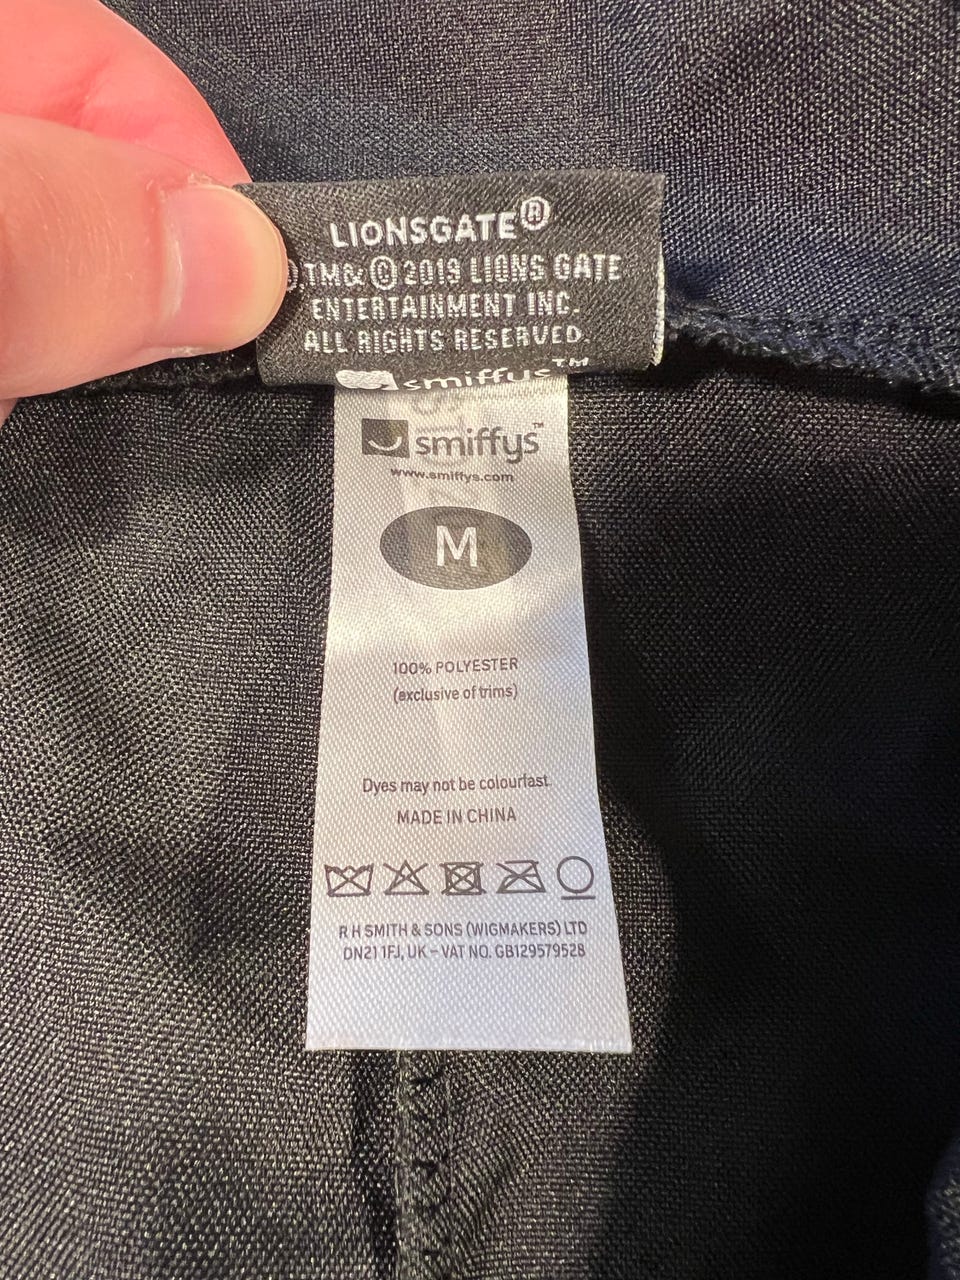 LIONSGATE®
TM& © 2019 LIONS GATE
ENTERTAINMENT INC.
ALL RIGHTS RESERVED.
smiffys™
smiffys™
www.smiffys.com
M
100% POLYESTER
(exclusive of trims)
Dyes may not be colourfast
MADE IN CHINA
R H SMITH & SONS (WIGMAKERS) LTD
DN21 1FJ, UK – VAT NO. GB129579528